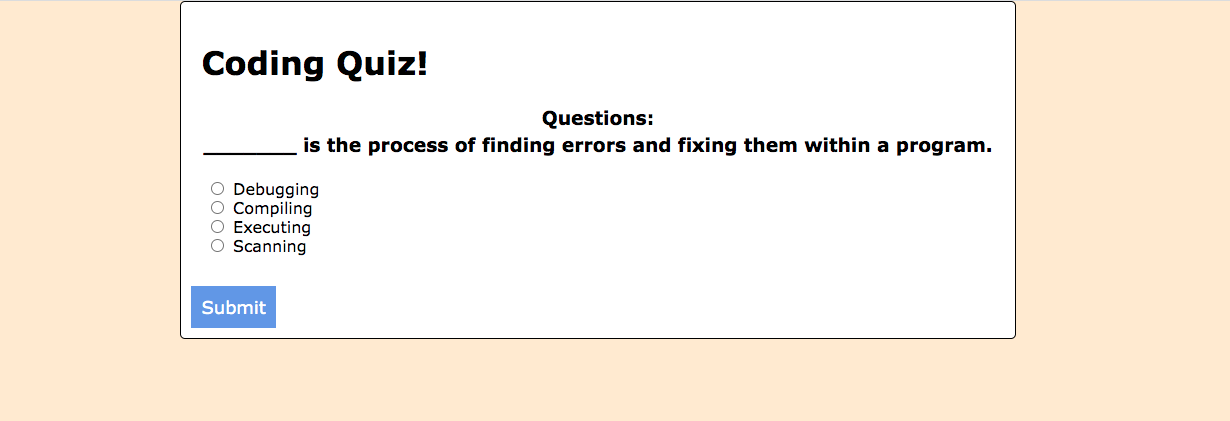 Coding Quiz!
Questions:
________ is the process of finding errors and fixing them within a program.
Debugging
Compiling
Executing
Scanning
Submit